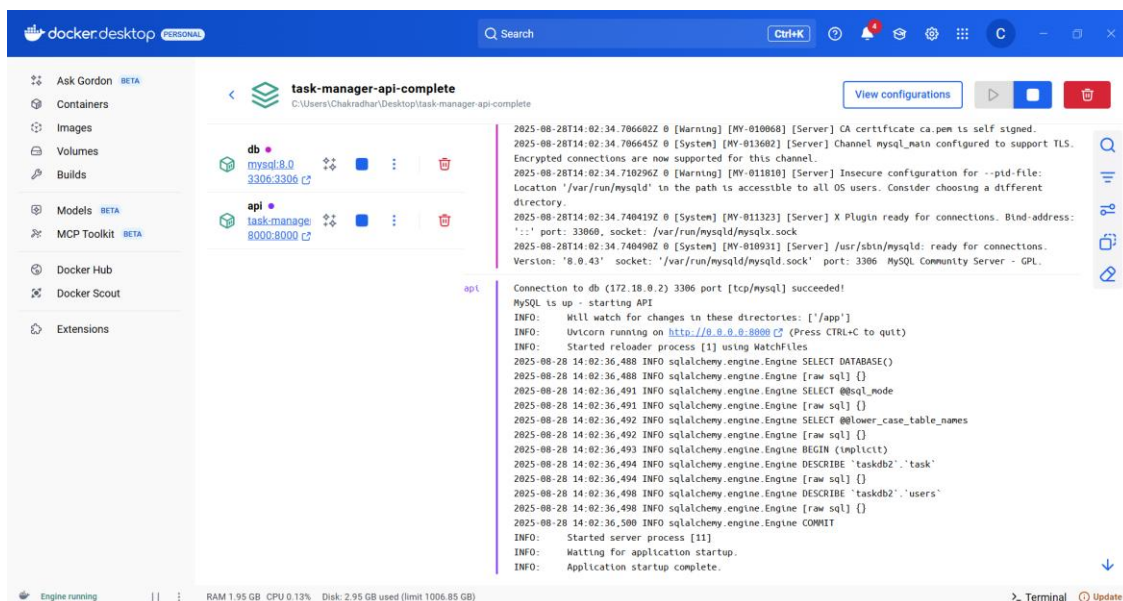 docker.desktop PERSONAL
Search
Ctrl+K
4
C
Ask Gordon BETA
Containers
Images
Volumes
Builds
Models BETA
MCP Toolkit BETA
Docker Hub
Docker Scout
Extensions
task-manager-api-complete
C:\Users\Chakradhar\Desktop\task-manager-api-complete
View configurations
db
mysql:8.0
3306:3306
api
task-manage
8000:8000
2025-08-28T14:02:34.706602Z 0 [Warning] [MY-010068] [Server] CA certificate ca.pem is self signed.
2025-08-28T14:02:34.706645Z 0 [System] [MY-013602] [Server] Channel mysql_main configured to support TLS.
Encrypted connections are now supported for this channel.
2025-08-28T14:02:34.710296Z 0 [Warning] [MY-011810] [Server] Insecure configuration for --pid-file:
Location '/var/run/mysqld' in the path is accessible to all OS users. Consider choosing a different
directory.
2025-08-28T14:02:34.740419Z 0 [System] [MY-011323] [Server] X Plugin ready for connections. Bind-address:
'::' port: 33060, socket: /var/run/mysqld/mysqlx.sock
2025-08-28T14:02:34.740490Z 0 [System] [MY-010931] [Server] /usr/sbin/mysqld: ready for connections.
Version: '8.0.43' socket: '/var/run/mysqld/mysqld.sock' port: 3306 MySQL Community Server - GPL.
api
Connection to db (172.18.0.2) 3306 port [tcp/mysql] succeeded!
MySQL is up - starting API
INFO: Will watch for changes in these directories: ['/app']
INFO: Uvicorn running on http://0.0.0.0:8000 (Press CTRL+C to quit)
INFO: Started reloader process [1] using WatchFiles
2025-08-28 14:02:36,488 INFO sqlalchemy.engine.Engine SELECT DATABASE()
2025-08-28 14:02:36,488 INFO sqlalchemy.engine.Engine [raw sql] {}
2025-08-28 14:02:36,491 INFO sqlalchemy.engine.Engine SELECT @@sql_mode
2025-08-28 14:02:36,491 INFO sqlalchemy.engine.Engine [raw sql] {}
2025-08-28 14:02:36,492 INFO sqlalchemy.engine.Engine SELECT @@lower_case_table_names
2025-08-28 14:02:36,492 INFO sqlalchemy.engine.Engine [raw sql] {}
2025-08-28 14:02:36,493 INFO sqlalchemy.engine.Engine BEGIN (implicit)
2025-08-28 14:02:36,494 INFO sqlalchemy.engine.Engine DESCRIBE `taskdb2`.`task`
2025-08-28 14:02:36,494 INFO sqlalchemy.engine.Engine [raw sql] {}
2025-08-28 14:02:36,498 INFO sqlalchemy.engine.Engine DESCRIBE `taskdb2`.`users`
2025-08-28 14:02:36,498 INFO sqlalchemy.engine.Engine [raw sql] {}
2025-08-28 14:02:36,500 INFO sqlalchemy.engine.Engine COMMIT
INFO: Started server process [11]
INFO: Waiting for application startup.
INFO: Application startup complete.
Engine running
RAM 1.95 GB CPU 0.13% Disk: 2.95 GB used (limit 1006.85 GB)
Terminal
Update